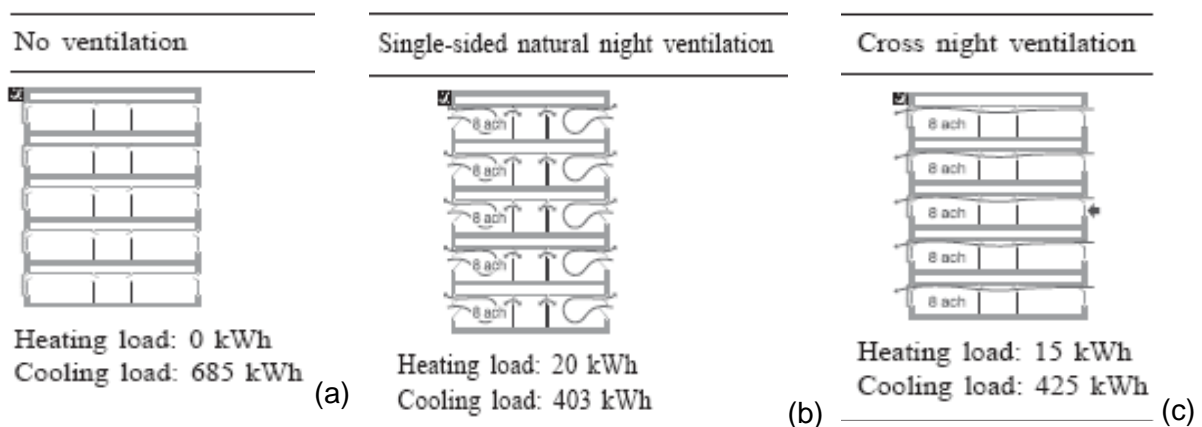 No ventilation
Heating load: 0 kWh
Cooling load: 685 kWh
(a)
Single-sided natural night ventilation
8 ach
8 ach
8 ach
8 ach
8 ach
Heating load: 20 kWh
Cooling load: 403 kWh
(b)
Cross night ventilation
8 ach
8 ach
8 ach
8 ach
8 ach
Heating load: 15 kWh
Cooling load: 425 kWh
(c)